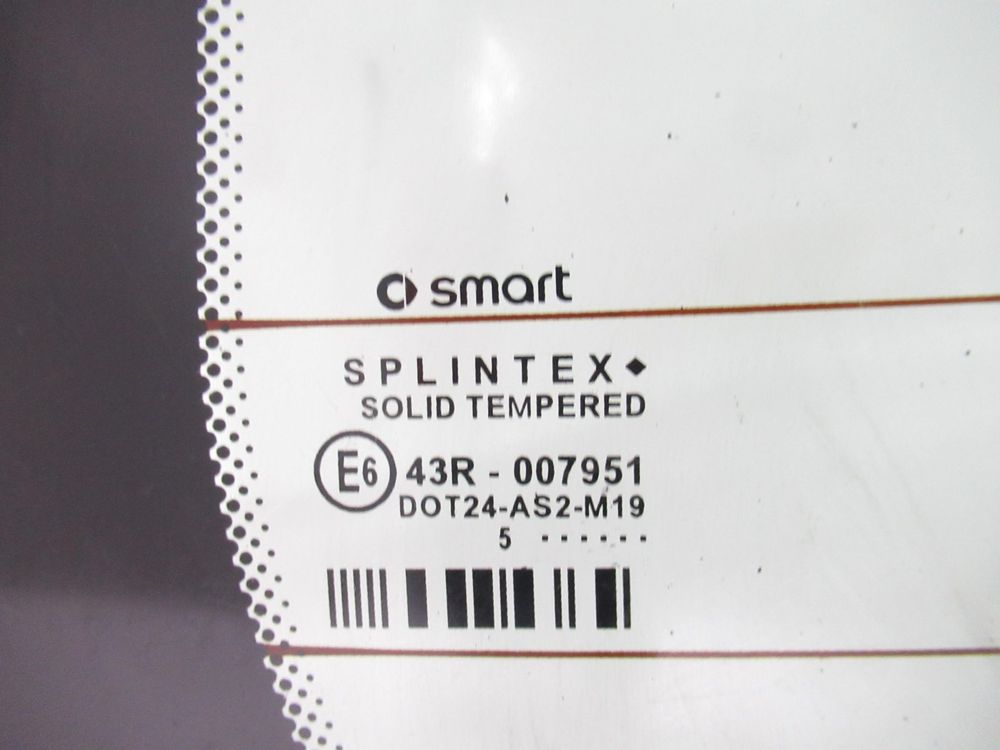 smart
SPLINTEX◆
SOLID TEMPERED
E6 43R - 007951
DOT24-AS2-M19
5 ······